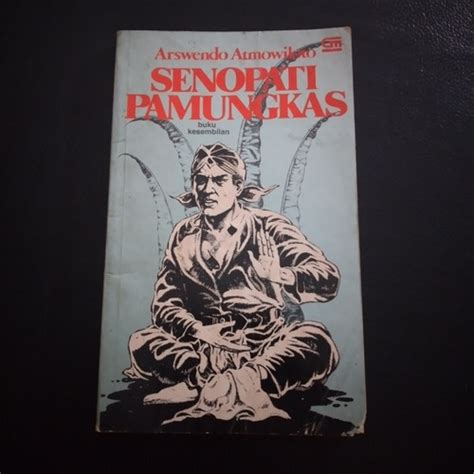 Arswendo Atmowiloto
SENOPATI
PAMUNGKAS
buku
kesembilan